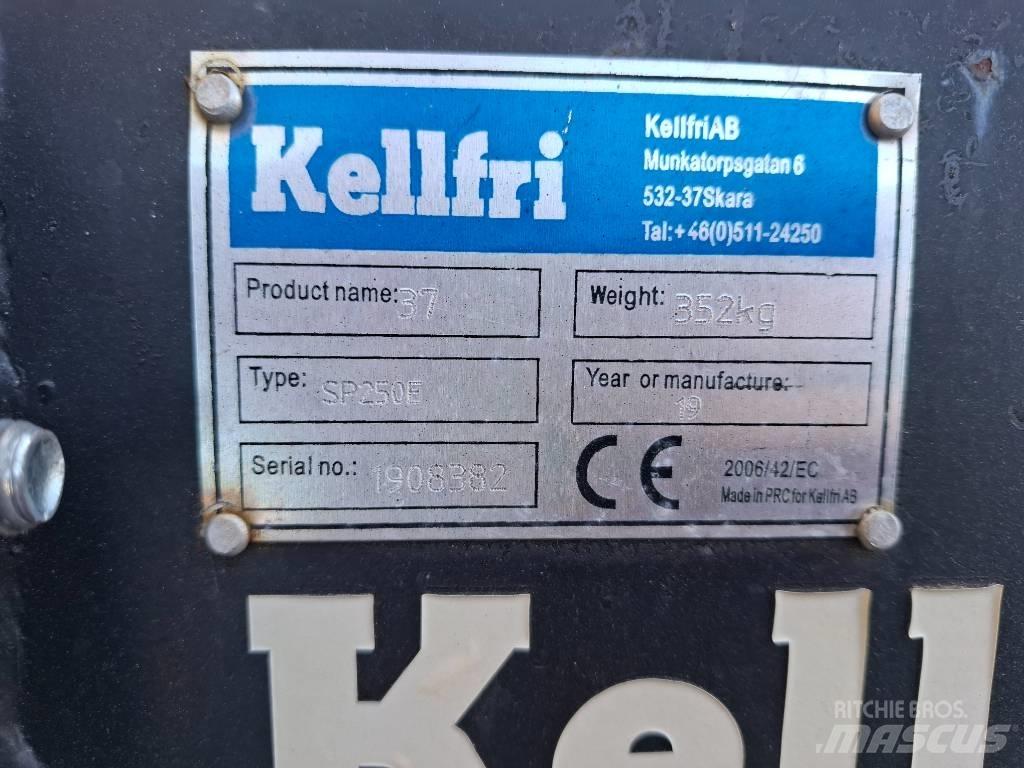 Kellfri
KellfriAB
Munkatorpsgatan 6
532-37Skara
Tal:+46(0)511-24250
Product name: 37
Weight: 352kg
Type: SP250E
Year or manufacture: 19
Serial no.: 1908382
CE 2006/42/EC
Made in PRC for Kellfri AB
Kell
RITCHIE BROS.
MASCUS